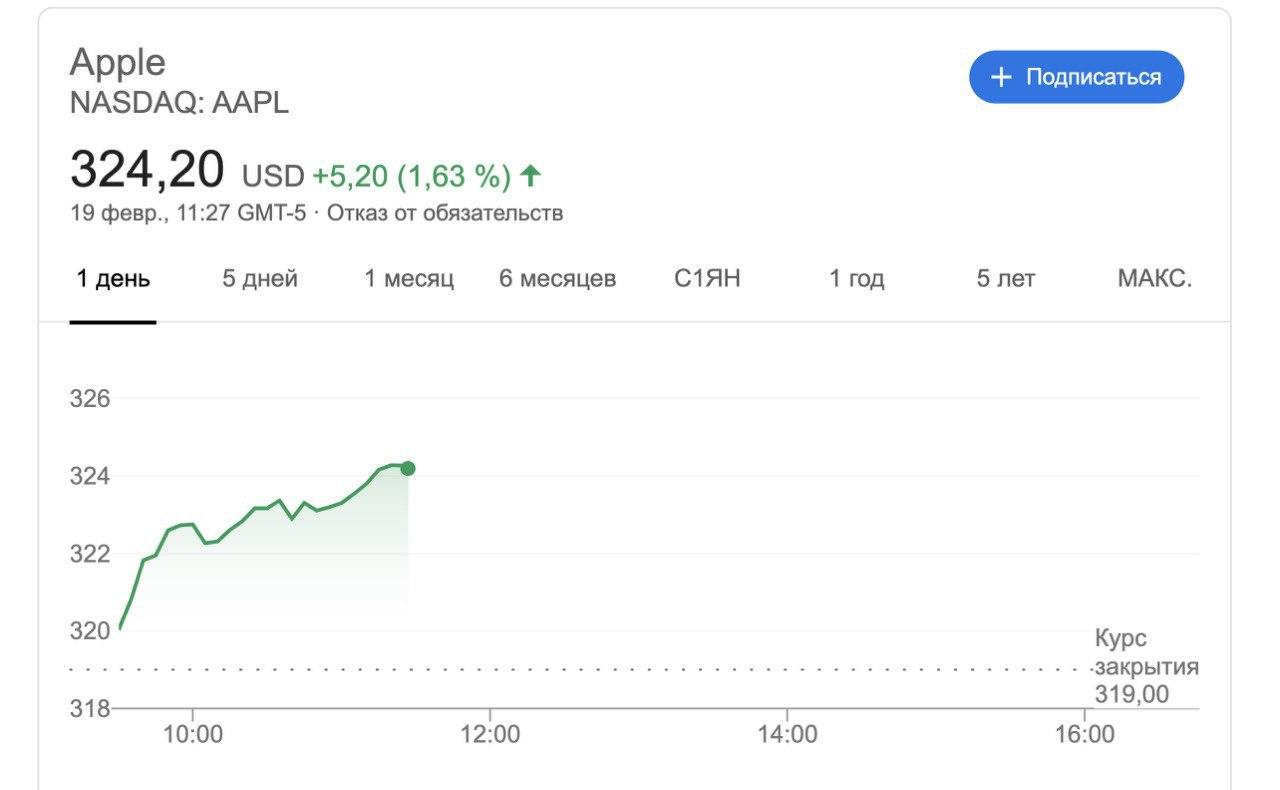 Apple
+ Подписаться
NASDAQ: AAPL
324,20 USD +5,20 (1,63 %) ↑
19 февр., 11:27 GMT-5 · Отказ от обязательств
1 день 5 дней 1 месяц 6 месяцев С1ЯН 1 год 5 лет МАКС.
326
324
322
320
Курс
закрытия
319,00
318
10:00 12:00 14:00 16:00